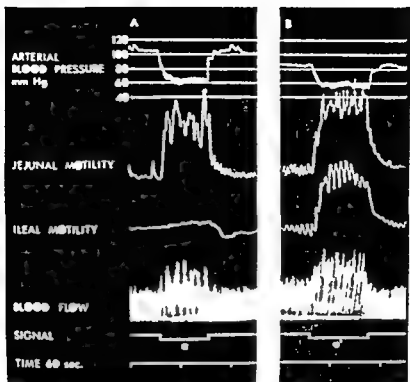 A
B
120
100
80
60
40
ARTERIAL
BLOOD PRESSURE
mm Hg
JEJUNAL MOTILITY
ILEAL MOTILITY
BLOOD FLOW
SIGNAL
TIME 60 sec.